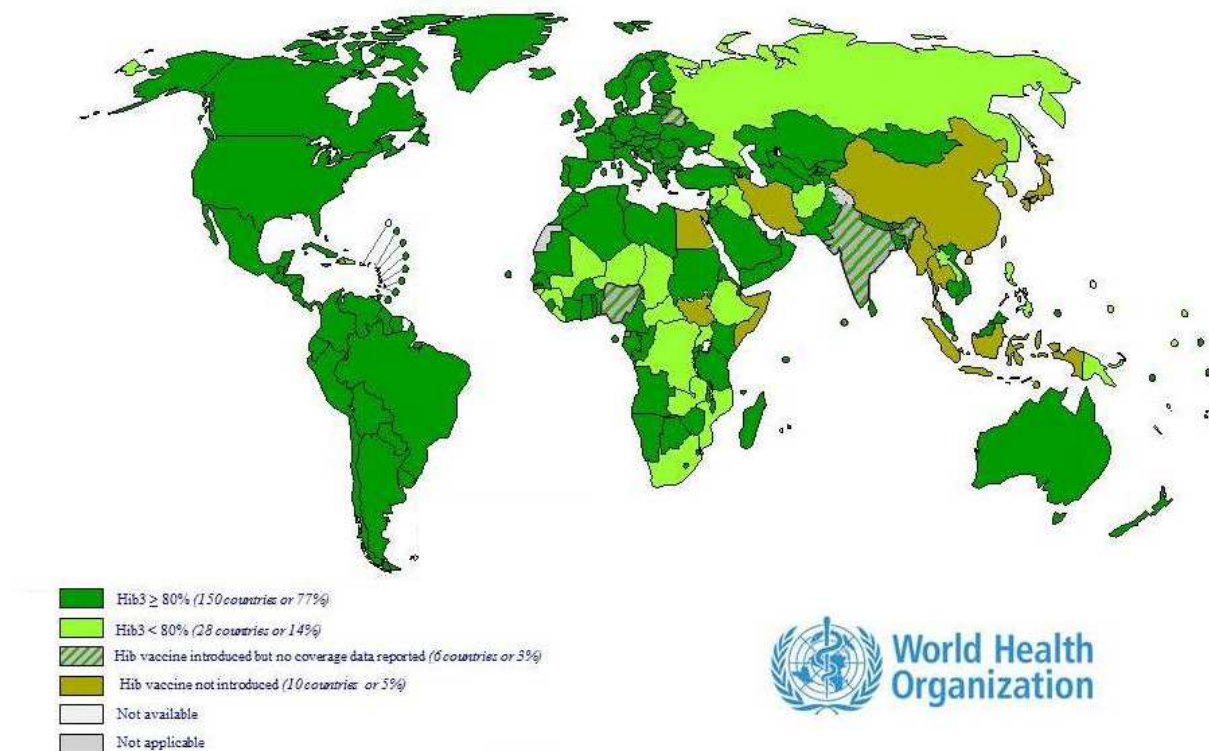 Hib3 ≥ 80% (150 countries or 77%)
Hib3 < 80% (28 countries or 14%)
Hib vaccine introduced but no coverage data reported (6 countries or 3%)
Hib vaccine not introduced (10 countries or 5%)
Not available
Not applicable
World Health
Organization